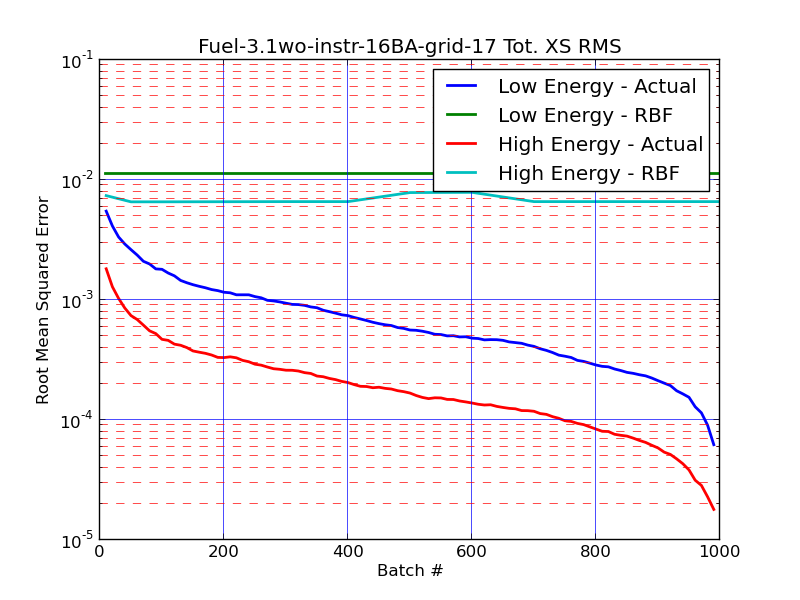 Fuel-3.1wo-instr-16BA-grid-17 Tot. XS RMS
10^-1
Low Energy - Actual
Low Energy - RBF
High Energy - Actual
High Energy - RBF
10^-2
10^-3
10^-4
10^-5
Root Mean Squared Error
0 200 400 600 800 1000
Batch #